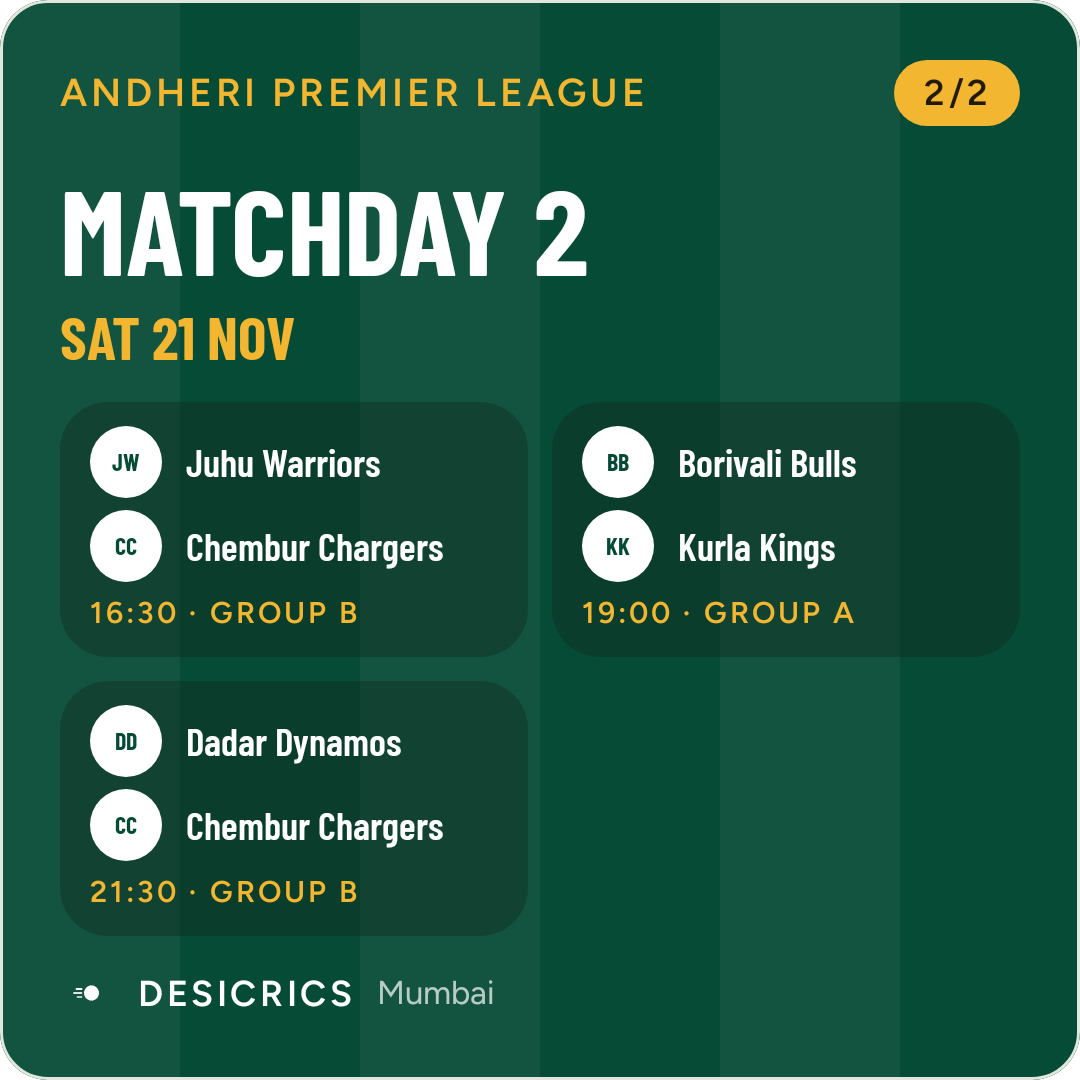 ANDHERI PREMIER LEAGUE
2/2
MATCHDAY 2
SAT 21 NOV
JW Juhu Warriors
CC Chembur Chargers
16:30 · GROUP B
BB Borivali Bulls
KK Kurla Kings
19:00 · GROUP A
DD Dadar Dynamos
CC Chembur Chargers
21:30 · GROUP B
DESICRICS Mumbai